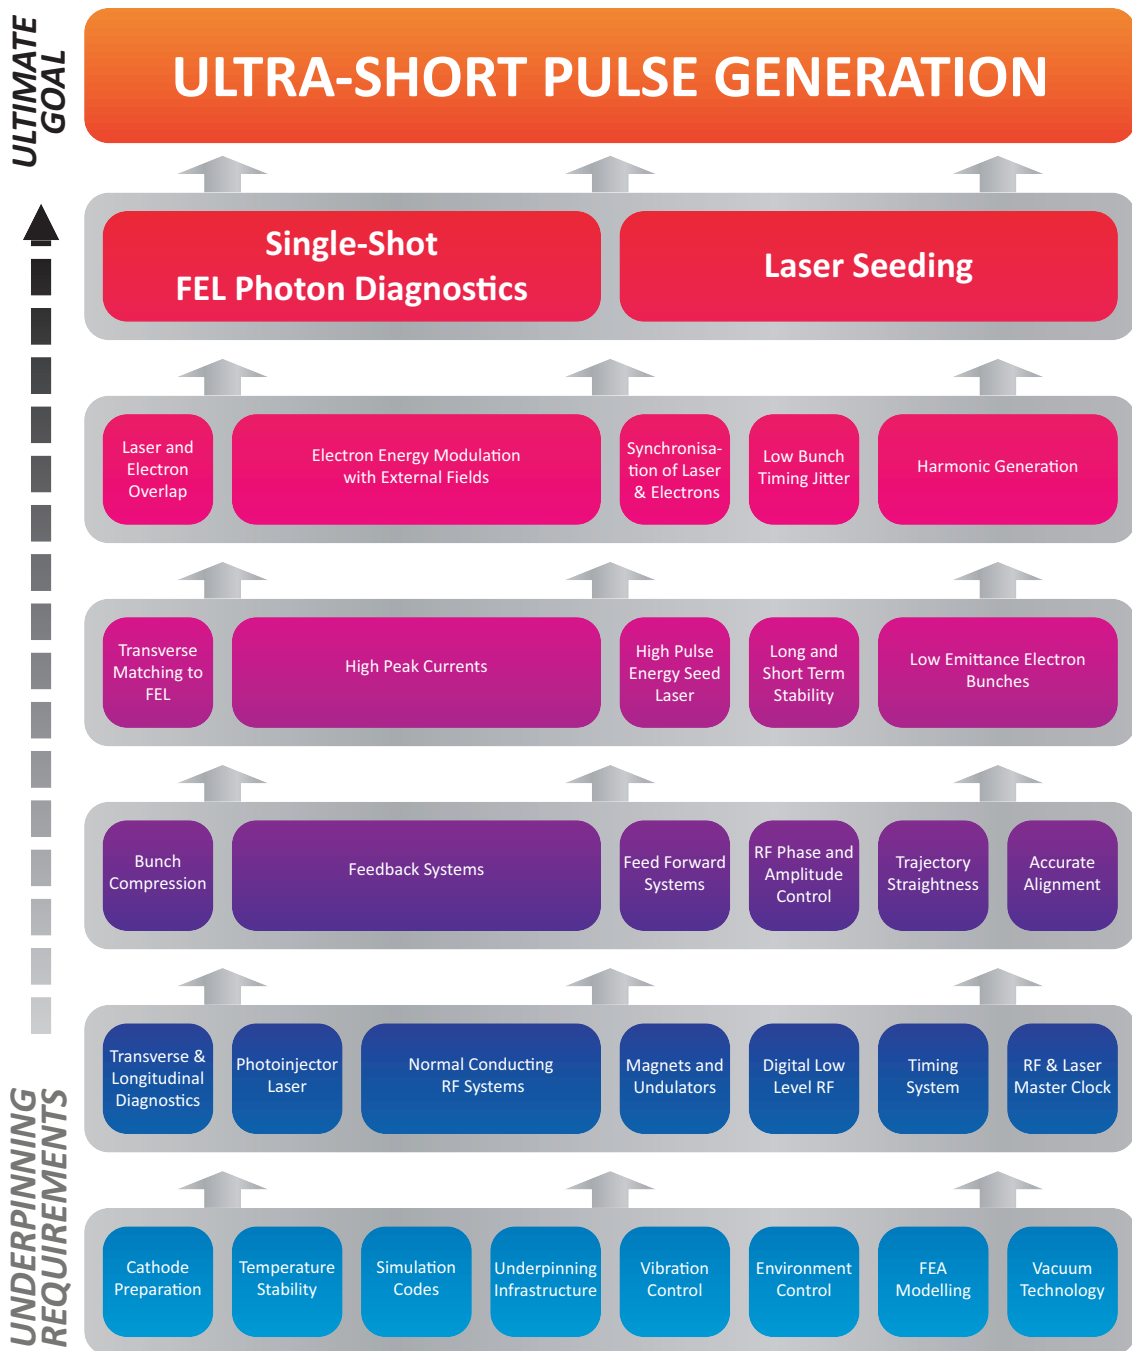 ULTIMATE
GOAL
ULTRA-SHORT PULSE GENERATION
Single-Shot
FEL Photon Diagnostics
Laser Seeding
Laser and
Electron
Overlap
Electron Energy Modulation
with External Fields
Synchronisa-
tion of Laser
& Electrons
Low Bunch
Timing Jitter
Harmonic Generation
Transverse
Matching to
FEL
High Peak Currents
High Pulse
Energy Seed
Laser
Long and
Short Term
Stability
Low Emittance Electron
Bunches
Bunch
Compression
Feedback Systems
Feed Forward
Systems
RF Phase and
Amplitude
Control
Trajectory
Straightness
Accurate
Alignment
Transverse &
Longitudinal
Diagnostics
Photoinjector
Laser
Normal Conducting
RF Systems
Magnets and
Undulators
Digital Low
Level RF
Timing
System
RF & Laser
Master Clock
UNDERPINNING
REQUIREMENTS
Cathode
Preparation
Temperature
Stability
Simulation
Codes
Underpinning
Infrastructure
Vibration
Control
Environment
Control
FEA
Modelling
Vacuum
Technology